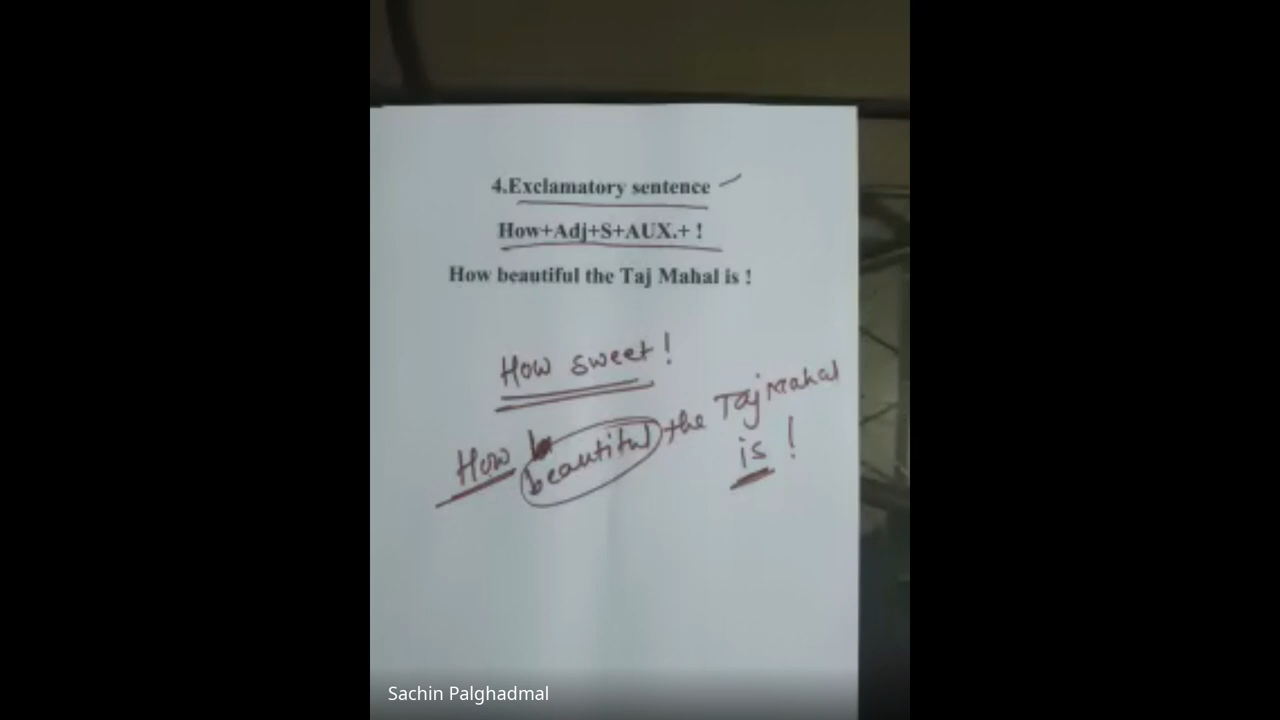 4.Exclamatory sentence
How+Adj+S+AUX.+ !
How beautiful the Taj Mahal is !
How sweet !
How beautiful the Taj Mahal
is !
Sachin Palghadmal